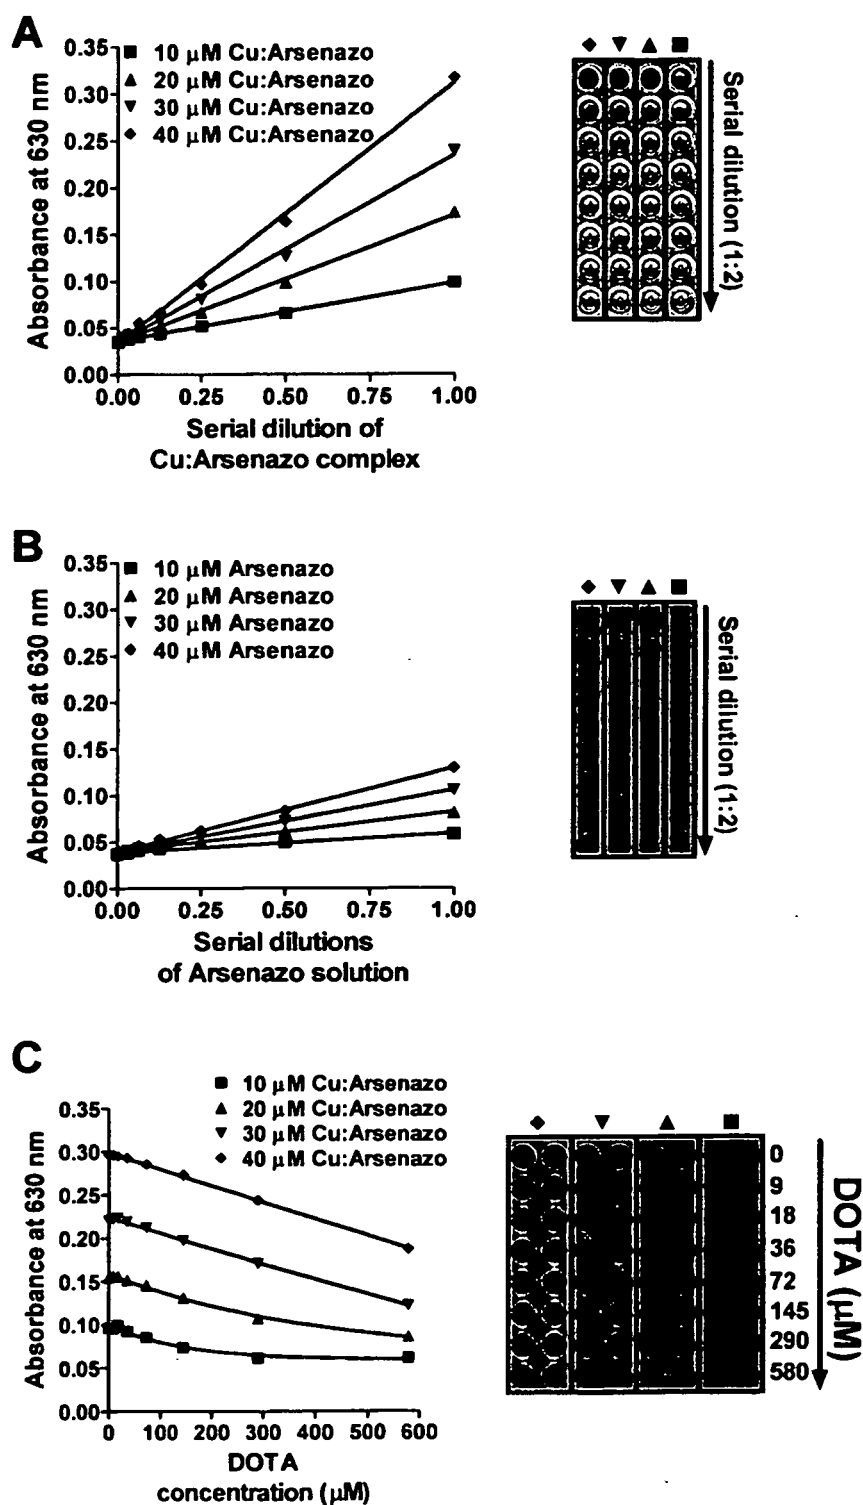 A
Absorbance at 630 nm
0.35
0.30
0.25
0.20
0.15
0.10
0.05
0.00
■ 10 μM Cu:Arsenazo
▲ 20 μM Cu:Arsenazo
▼ 30 μM Cu:Arsenazo
◆ 40 μM Cu:Arsenazo
0.00 0.25 0.50 0.75 1.00
Serial dilution of
Cu:Arsenazo complex
◆ ▼ ▲ ■
Serial dilution (1:2)
B
Absorbance at 630 nm
0.35
0.30
0.25
0.20
0.15
0.10
0.05
0.00
■ 10 μM Arsenazo
▲ 20 μM Arsenazo
▼ 30 μM Arsenazo
◆ 40 μM Arsenazo
0.00 0.25 0.50 0.75 1.00
Serial dilutions
of Arsenazo solution
◆ ▼ ▲ ■
Serial dilution (1:2)
C
Absorbance at 630 nm
■ 10 μM Cu:Arsenazo
▲ 20 μM Cu:Arsenazo
▼ 30 μM Cu:Arsenazo
◆ 40 μM Cu:Arsenazo
0.35
0.30
0.25
0.20
0.15
0.10
0.05
0.00
0 100 200 300 400 500 600
DOTA
concentration (μM)
◆ ▼ ▲ ■
0
9
18
36
72
145
290
580
DOTA (μM)